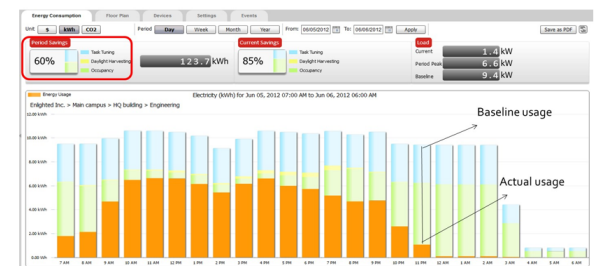 Energy Consumption Floor Plan Devices Settings Events
Unit $ kWh CO2 Period Day Week Month Year From: 06/05/2012 To: 06/06/2012 Apply Save as PDF
Period Savings
60%
Task Tuning
Daylight Harvesting
Occupancy
123.7 kWh
Current Savings
85%
Task Tuning
Daylight Harvesting
Occupancy
Load
Current 1.4 kW
Period Peak 6.6 kW
Baseline 9.4 kW
Energy Usage
Electricity (kWh) for Jun 05, 2012 07:00 AM to Jun 06, 2012 06:00 AM
Enlighted Inc. > Main campus > HQ building > Engineering
Baseline usage
Actual usage
8.00 kWh
6.00 kWh
4.00 kWh
2.00 kWh
0.00 kWh
7 AM 8 AM 9 AM 10 AM 11 AM 12 PM 1 PM 2 PM 3 PM 4 PM 5 PM 6 PM 7 PM 8 PM 9 PM 10 PM 11 PM 12 AM 1 AM 2 AM 3 AM 4 AM 5 AM 6 AM